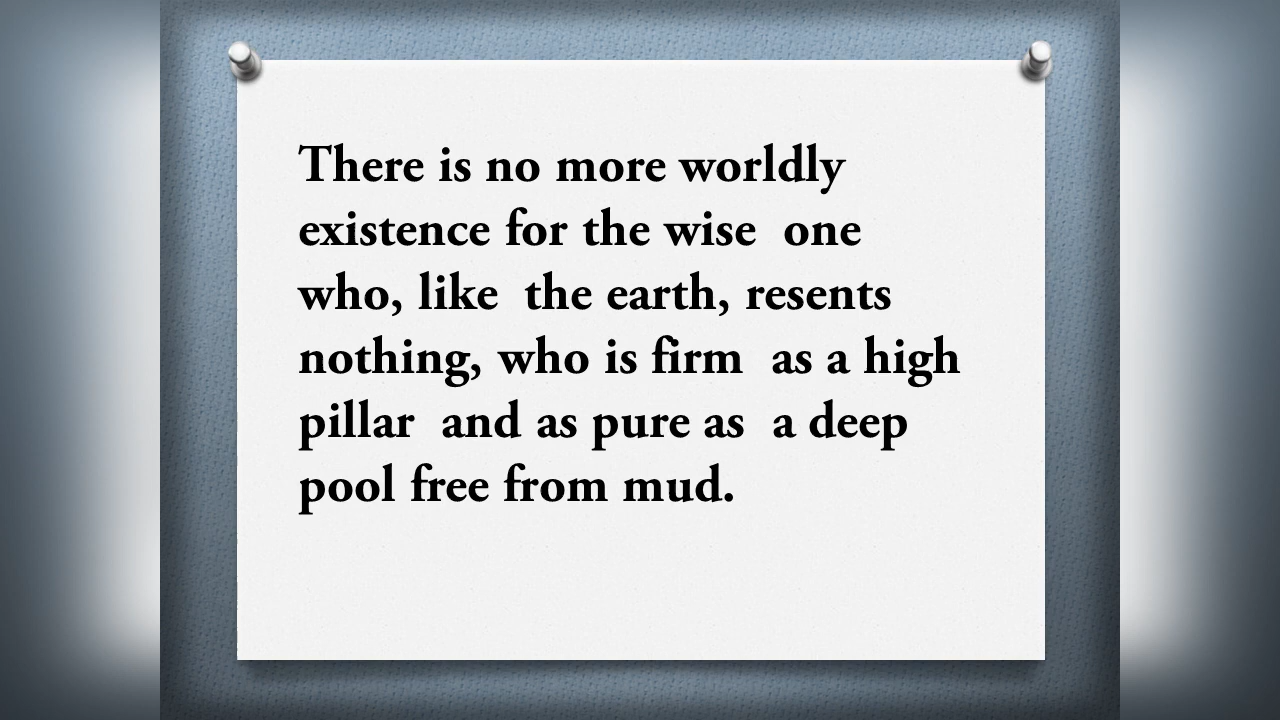 There is no more worldly
existence for the wise  one
who, like  the earth, resents
nothing, who is firm  as a high
pillar  and as pure as  a deep
pool free from mud.